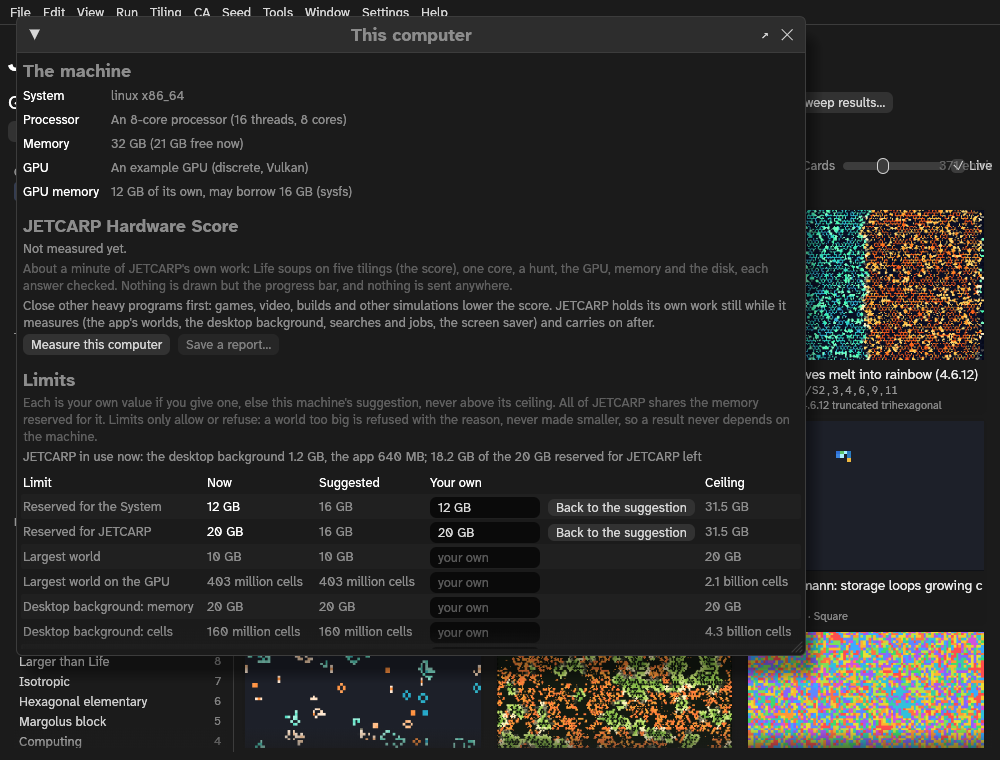 File Edit View Run Tiling CA Seed Tools Window Settings Help
This computer
The machine
System linux x86_64
Processor An 8-core processor (16 threads, 8 cores)
Memory 32 GB (21 GB free now)
GPU An example GPU (discrete, Vulkan)
GPU memory 12 GB of its own, may borrow 16 GB (sysfs)
JETCARP Hardware Score
Not measured yet.
About a minute of JETCARP's own work: Life soups on five tilings (the score), one core, a hunt, the GPU, memory and the disk, each
answer checked. Nothing is drawn but the progress bar, and nothing is sent anywhere.
Close other heavy programs first: games, video, builds and other simulations lower the score. JETCARP holds its own work still while it
measures (the app's worlds, the desktop background, searches and jobs, the screen saver) and carries on after.
Measure this computer Save a report...
Limits
Each is your own value if you give one, else this machine's suggestion, never above its ceiling. All of JETCARP shares the memory
reserved for it. Limits only allow or refuse: a world too big is refused with the reason, never made smaller, so a result never depends on
the machine.
JETCARP in use now: the desktop background 1.2 GB, the app 640 MB; 18.2 GB of the 20 GB reserved for JETCARP left
Limit Now Suggested Your own Ceiling
Reserved for the System 12 GB 16 GB 12 GB Back to the suggestion 31.5 GB
Reserved for JETCARP 20 GB 16 GB 20 GB Back to the suggestion 31.5 GB
Largest world 10 GB 10 GB your own 20 GB
Largest world on the GPU 403 million cells 403 million cells your own 2.1 billion cells
Desktop background: memory 20 GB 20 GB your own 20 GB
Desktop background: cells 160 million cells 160 million cells your own 4.3 billion cells
weep results...
Cards Live
ves melt into rainbow (4.6.12)
/S2,3,4,6,9,11
4.6.12 truncated trihexagonal
mann: storage loops growing c
· Square
Larger than Life 8
Isotropic 7
Hexagonal elementary 6
Margolus block 5
Computing 4